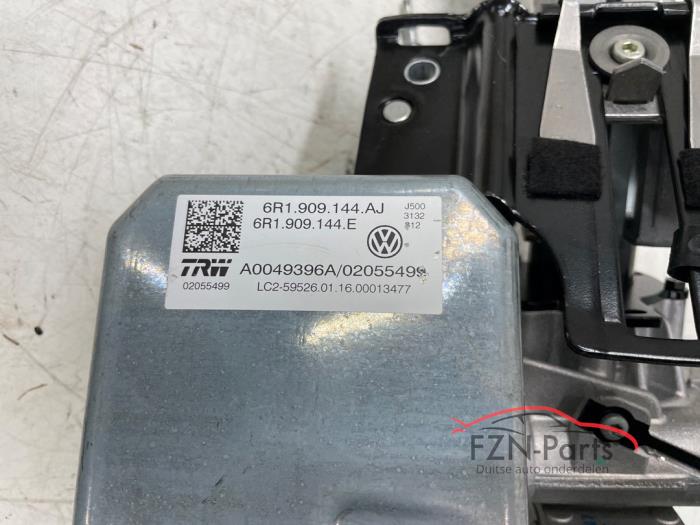 6R1.909.144.AJ
6R1.909.144.E
J500
3132
812
TRW
02055499
A0049396A/02055499
LC2-59526.01.16.00013477
FZN-Parts
Duitse auto onderdelen